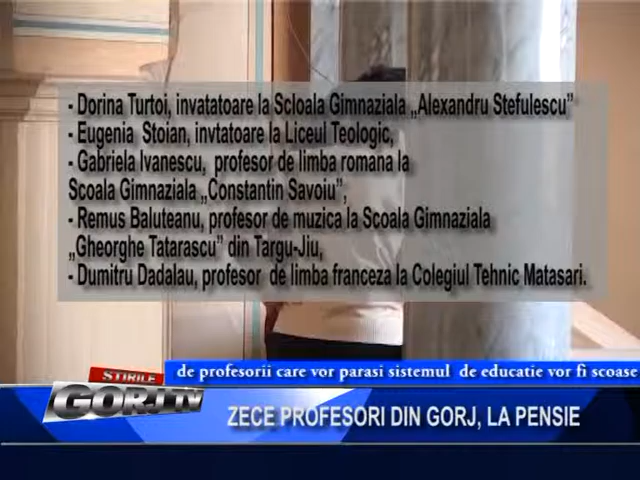 - Dorina Turtoi, invatatoare la Scloala Gimnaziala „Alexandru Stefulescu”
- Eugenia Stoian, invtatoare la Liceul Teologic,
- Gabriela Ivanescu, profesor de limba romana la
Scoala Gimnaziala „Constantin Savoiu”,
- Remus Baluteanu, profesor de muzica la Scoala Gimnaziala
„Gheorghe Tatarascu” din Targu-Jiu,
- Dumitru Dadalau, profesor de limba franceza la Colegiul Tehnic Matasari.
de profesorii care vor parasi sistemul de educatie vor fi scoase
STIRILE
GORJ TV
ZECE PROFESORI DIN GORJ, LA PENSIE